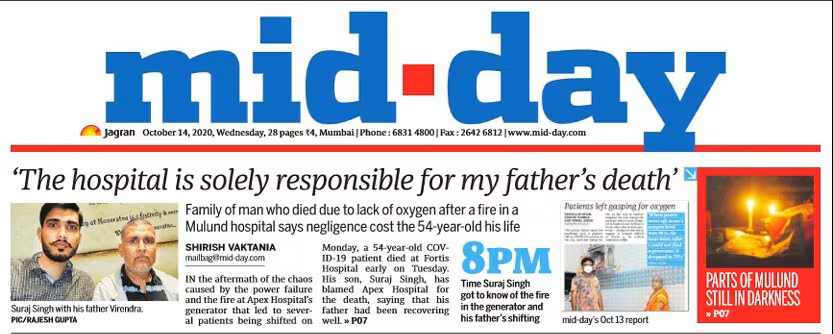 mid-day
Jagran October 14, 2020, Wednesday, 28 pages ₹4, Mumbai | Phone : 6831 4800 | Fax : 2642 6812 | www.mid-day.com
‘The hospital is solely responsible for my father’s death’
Family of man who died due to lack of oxygen after a fire in a
Mulund hospital says negligence cost the 54-year-old his life
Suraj Singh with his father Virendra.
PIC/RAJESH GUPTA
SHIRISH VAKTANIA
mailbag@mid-day.com
IN the aftermath of the chaos
caused by the power failure
and the fire at Apex Hospital’s
generator that led to sever-
al patients being shifted on
Monday, a 54-year-old COV-
ID-19 patient died at Fortis
Hospital early on Tuesday.
His son, Suraj Singh, has
blamed Apex Hospital for
the death, saying that his
father had been recovering
well. » P07
8PM
Time Suraj Singh
got to know of the fire
in the generator and
his father’s shifting
Patients left gasping for oxygen
mid-day’s Oct 13 report
PARTS OF MULUND
STILL IN DARKNESS
» P07